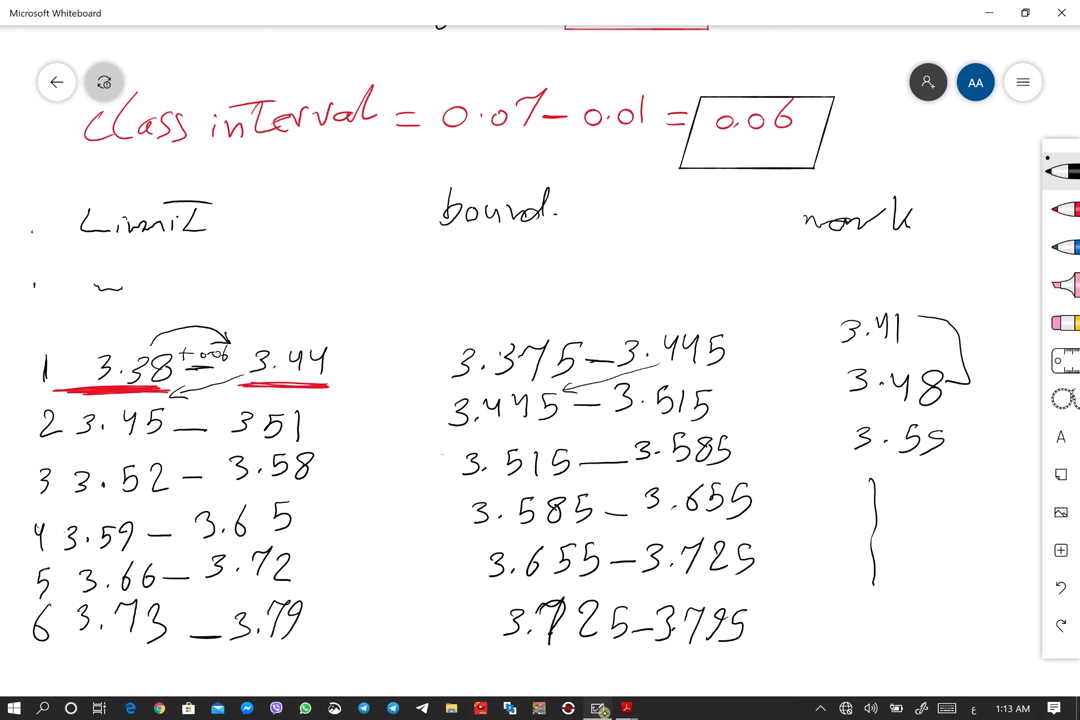 Microsoft Whiteboard
AA
class interval = 0.07 - 0.01 = 0.06
Limit bound. mark
1 3.38 +0.06 - 3.44 3.375 - 3.445 3.41
2 3.45 - 3.51 3.445 - 3.515 3.48
3 3.52 - 3.58 3.515 - 3.585 3.55
4 3.59 - 3.65 3.585 - 3.655
5 3.66 - 3.72 3.655 - 3.725
6 3.73 - 3.79 3.725 - 3.795
A
ع 1:13 AM